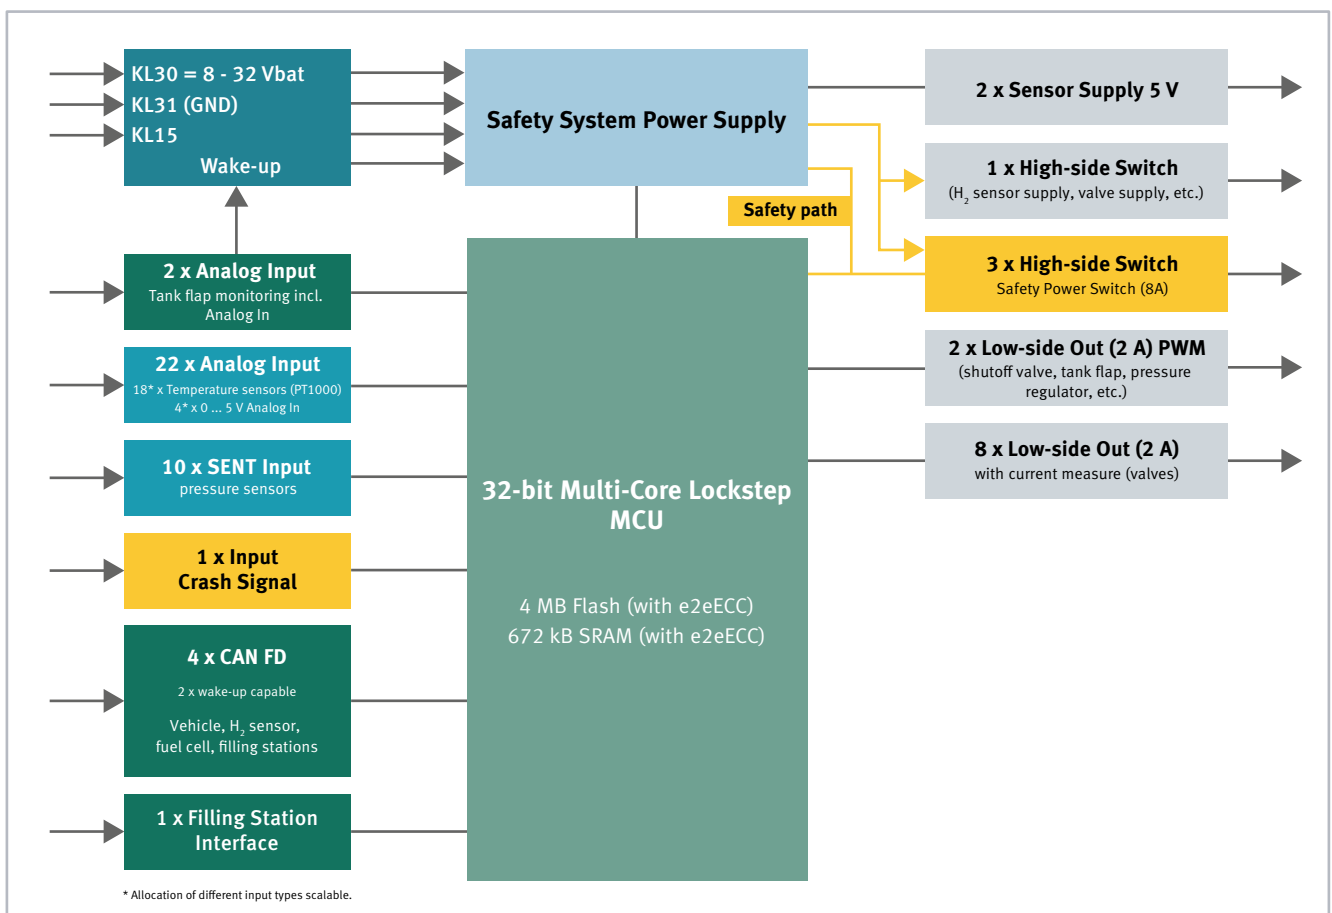 KL30 = 8 - 32 Vbat
KL31 (GND)
KL15
Wake-up
2 x Analog Input
Tank flap monitoring incl.
Analog In
22 x Analog Input
18* x Temperature sensors (PT1000)
4* x 0 ... 5 V Analog In
10 x SENT Input
pressure sensors
1 x Input
Crash Signal
4 x CAN FD
2 x wake-up capable
Vehicle, H₂ sensor,
fuel cell, filling stations
1 x Filling Station
Interface
* Allocation of different input types scalable.
Safety System Power Supply
Safety path
32-bit Multi-Core Lockstep
MCU
4 MB Flash (with e2eECC)
672 kB SRAM (with e2eECC)
2 x Sensor Supply 5 V
1 x High-side Switch
(H₂ sensor supply, valve supply, etc.)
3 x High-side Switch
Safety Power Switch (8A)
2 x Low-side Out (2 A) PWM
(shutoff valve, tank flap, pressure
regulator, etc.)
8 x Low-side Out (2 A)
with current measure (valves)